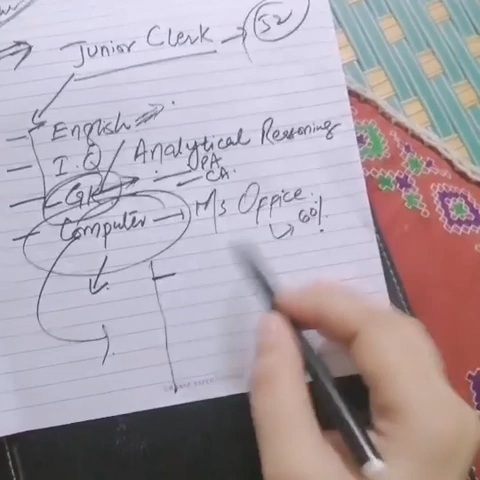 Junior Clerk → 52
English
I.Q Analytical Reasoning
PA
GK CA
Computer → Ms Office
60%